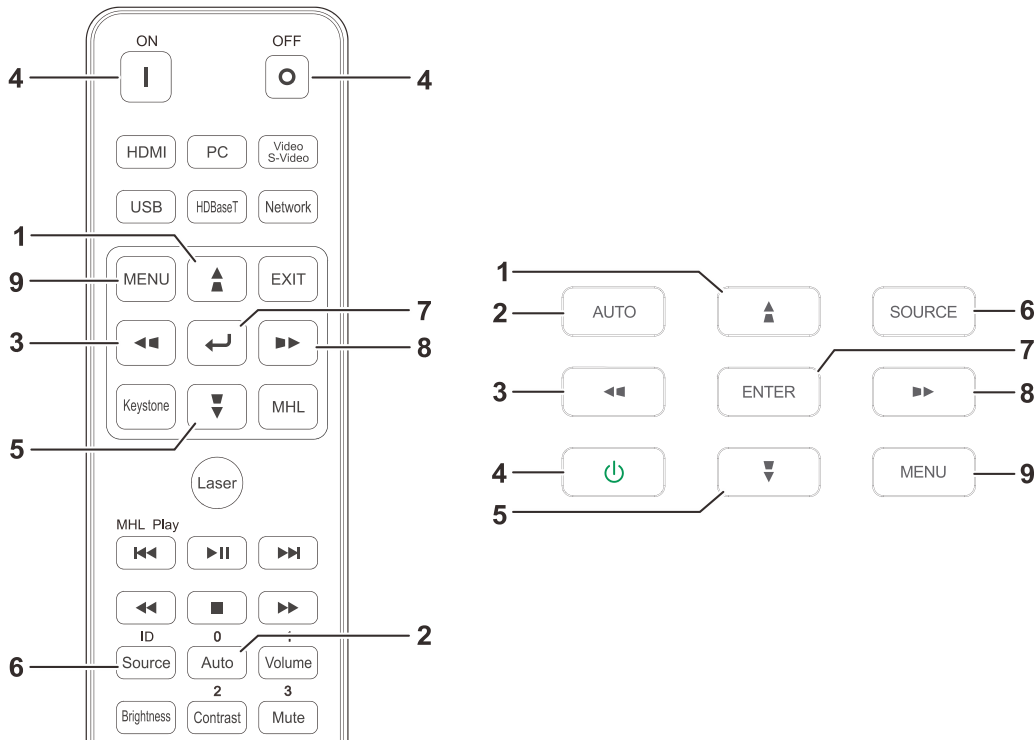 ON OFF
4 4
HDMI PC Video S-Video
USB HDBaseT Network
1
9 MENU EXIT
7
3 8
Keystone MHL
5
Laser
MHL Play
ID 0
2
6 Source Auto Volume
2 3
Brightness Contrast Mute
1
2 AUTO SOURCE 6
7
3 ENTER 8
4 MENU 9
5